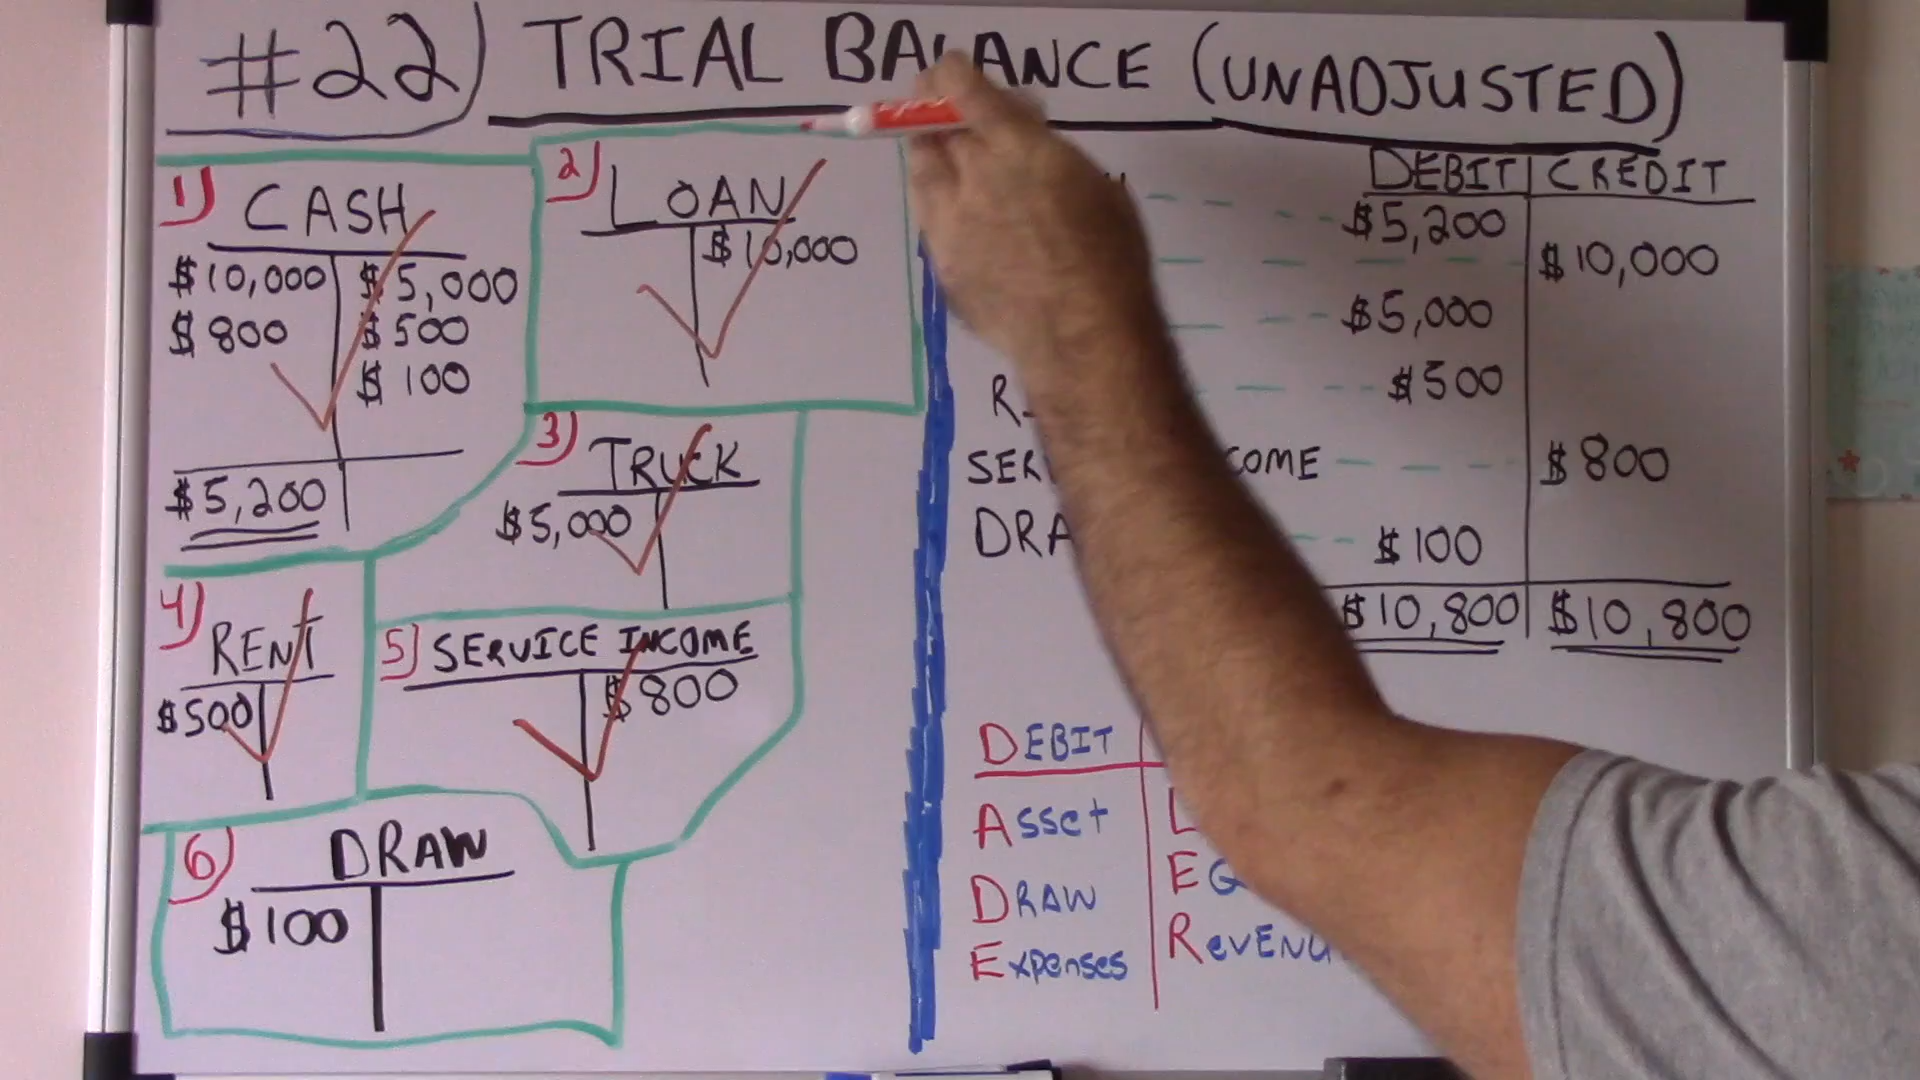 #22) TRIAL BALANCE (UNADJUSTED)
1) CASH
$10,000 $5,000
$800 $500
$100
$5,200
2) LOAN
$10,000
3) TRUCK
$5,000
4) RENT
$500
5) SERVICE INCOME
$800
6) DRAW
$100
DEBIT CREDIT
$5,200
$10,000
$5,000
$500
$800
DRA
$100
$10,800 $10,800
DEBIT
Asset
DRAW
Expenses